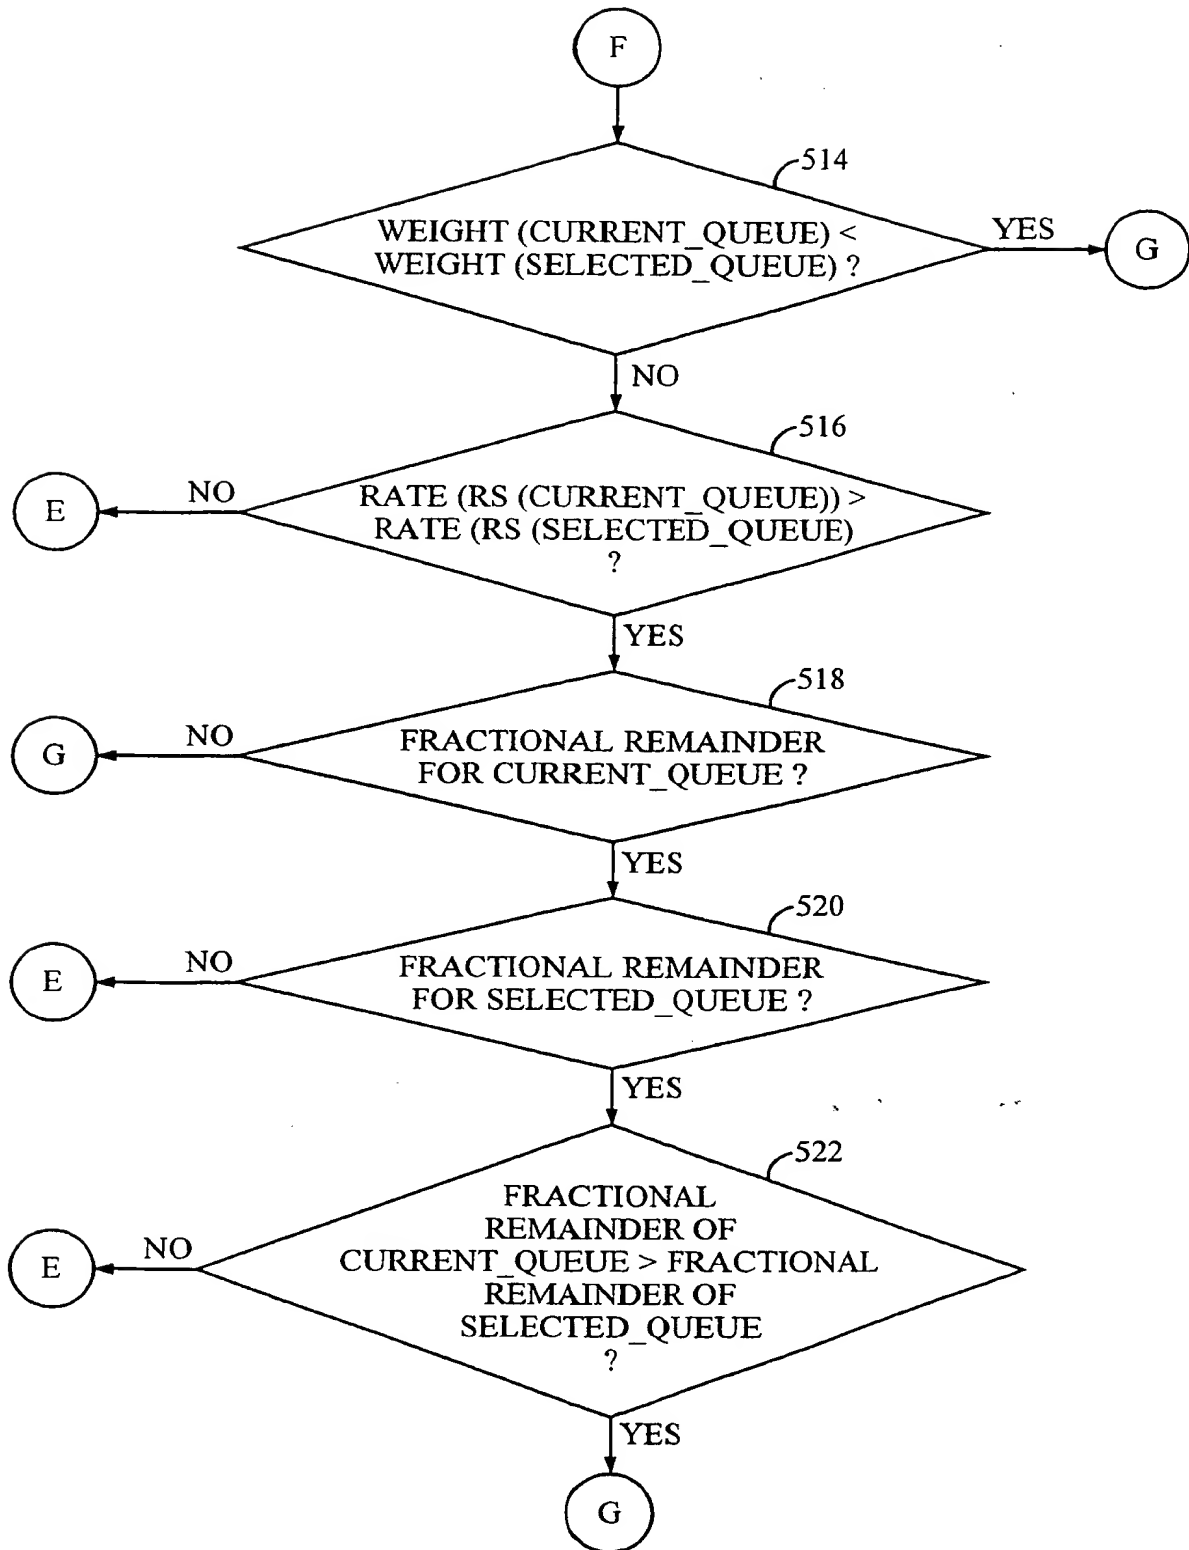 F
514
WEIGHT (CURRENT_QUEUE) <
WEIGHT (SELECTED_QUEUE) ?
YES
G
NO
516
RATE (RS (CURRENT_QUEUE)) >
RATE (RS (SELECTED_QUEUE)
?
NO
E
YES
518
FRACTIONAL REMAINDER
FOR CURRENT_QUEUE ?
NO
G
YES
520
FRACTIONAL REMAINDER
FOR SELECTED_QUEUE ?
NO
E
YES
522
FRACTIONAL
REMAINDER OF
CURRENT_QUEUE > FRACTIONAL
REMAINDER OF
SELECTED_QUEUE
?
NO
E
YES
G